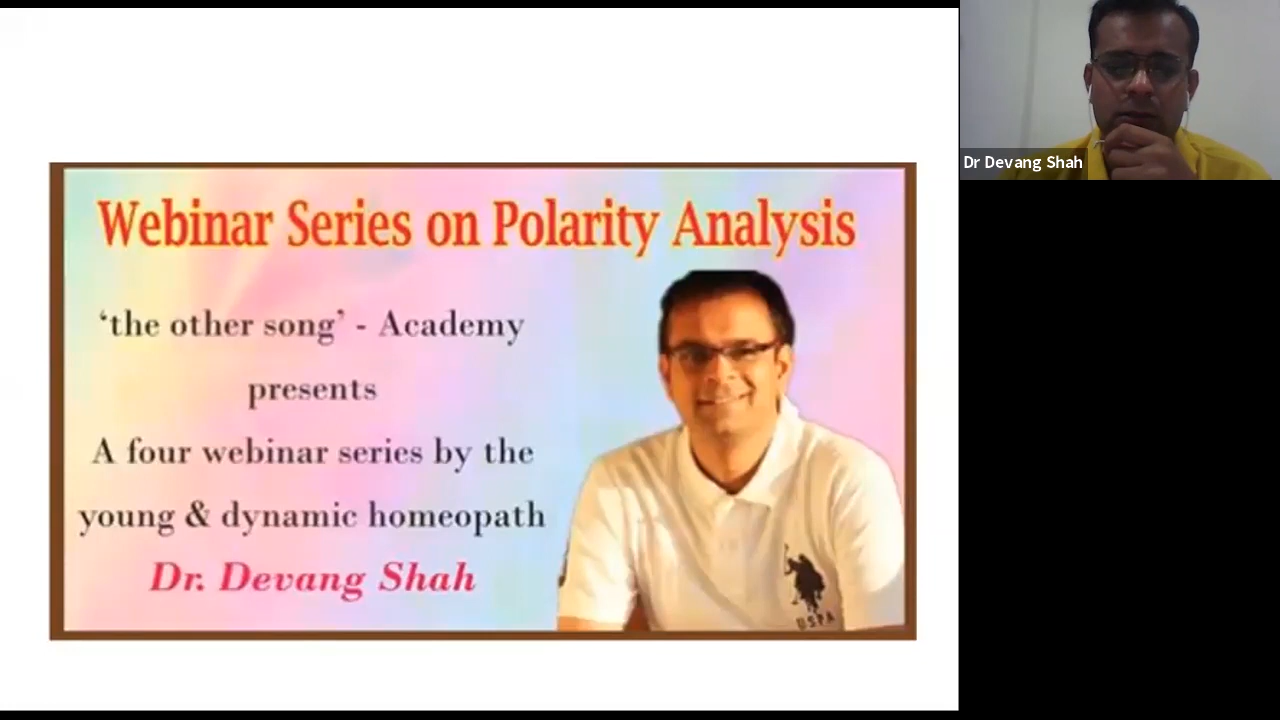 Webinar Series on Polarity Analysis
‘the other song’ - Academy
presents
A four webinar series by the
young & dynamic homeopath
Dr. Devang Shah
USPA
Dr Devang Shah